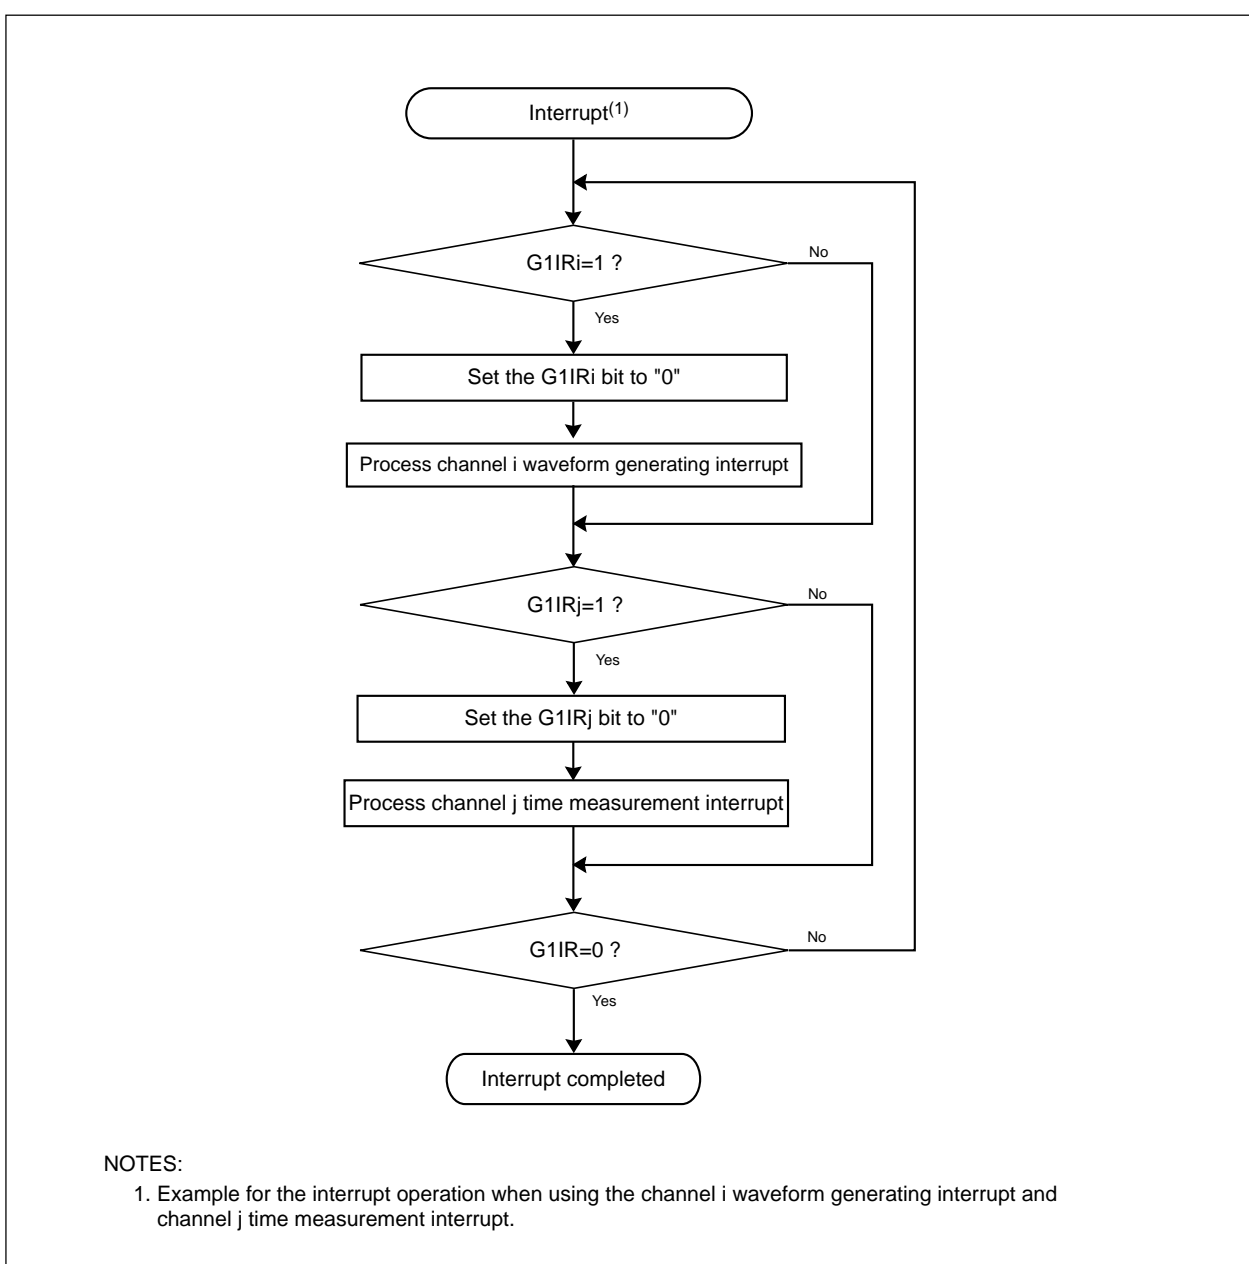 Interrupt(1)
G1IRi=1 ?
No
Yes
Set the G1IRi bit to "0"
Process channel i waveform generating interrupt
G1IRj=1 ?
No
Yes
Set the G1IRj bit to "0"
Process channel j time measurement interrupt
G1IR=0 ?
No
Yes
Interrupt completed
NOTES:
1. Example for the interrupt operation when using the channel i waveform generating interrupt and
channel j time measurement interrupt.